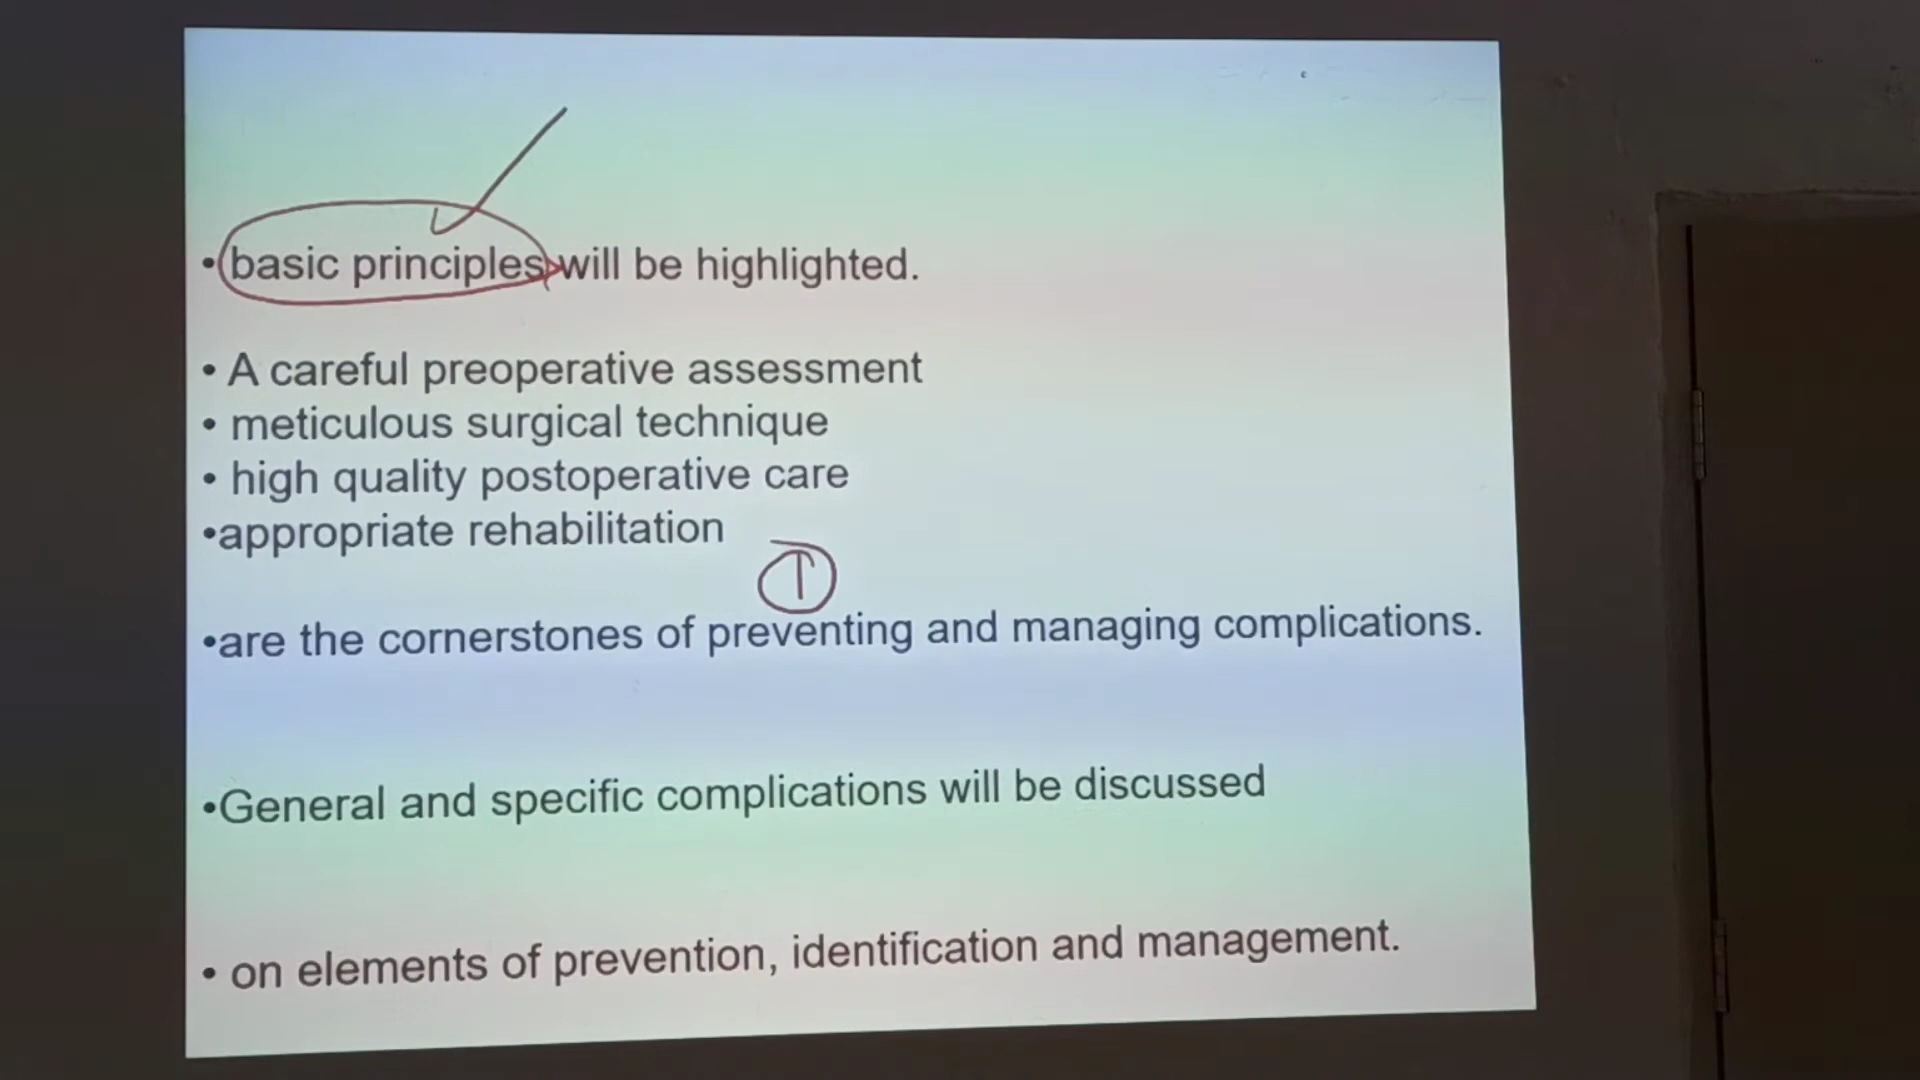 • basic principles will be highlighted.
• A careful preoperative assessment
• meticulous surgical technique
• high quality postoperative care
•appropriate rehabilitation
•are the cornerstones of preventing and managing complications.
•General and specific complications will be discussed
• on elements of prevention, identification and management.